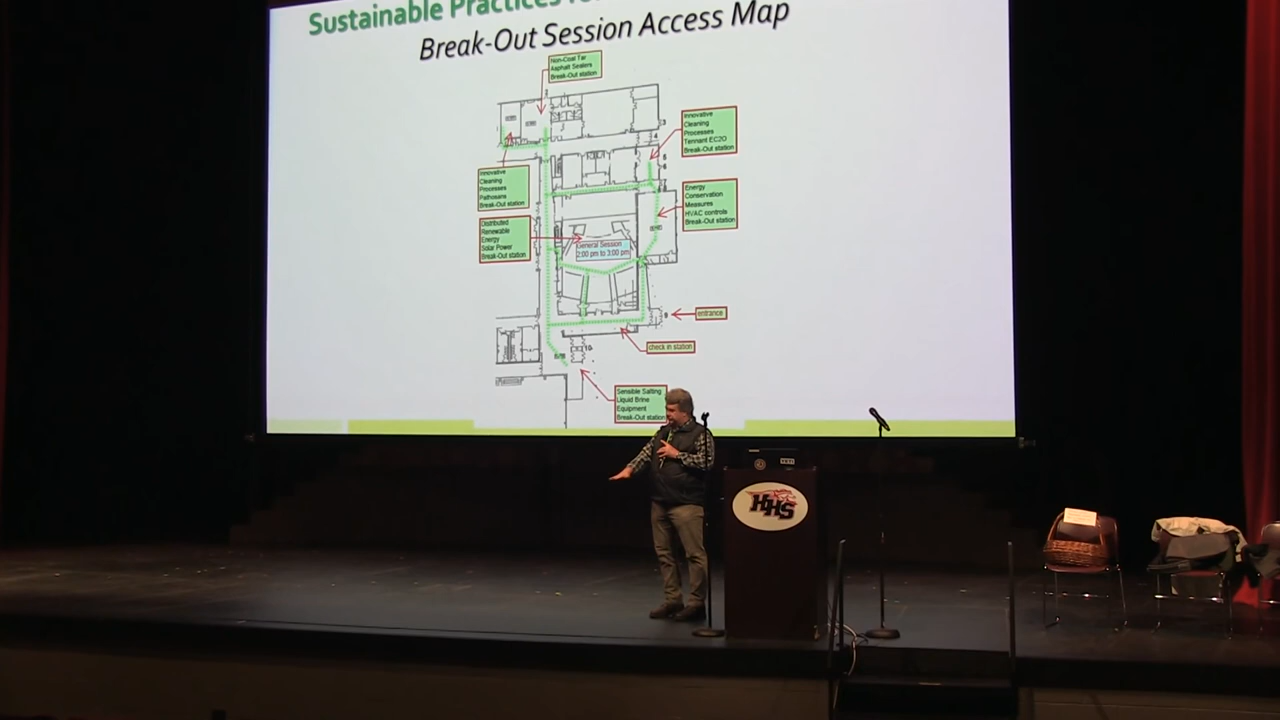 Sustainable Practices
Break-Out Session Access Map
Non-Coal Tar
Asphalt Sealers
Break-Out station
Innovative
Cleaning
Processes
Tennant EC2O
Break-Out station
Innovative
Cleaning
Processes
Pathosans
Break-Out station
Energy
Conservation
Measures
HVAC controls
Break-Out station
Distributed
Renewable
Energy
Solar Power
Break-Out station
General Session
2:00 pm to 3:00 pm
9
entrance
check in station
10
Sensible Salting
Liquid Brine
Equipment
Break-Out station
HHS